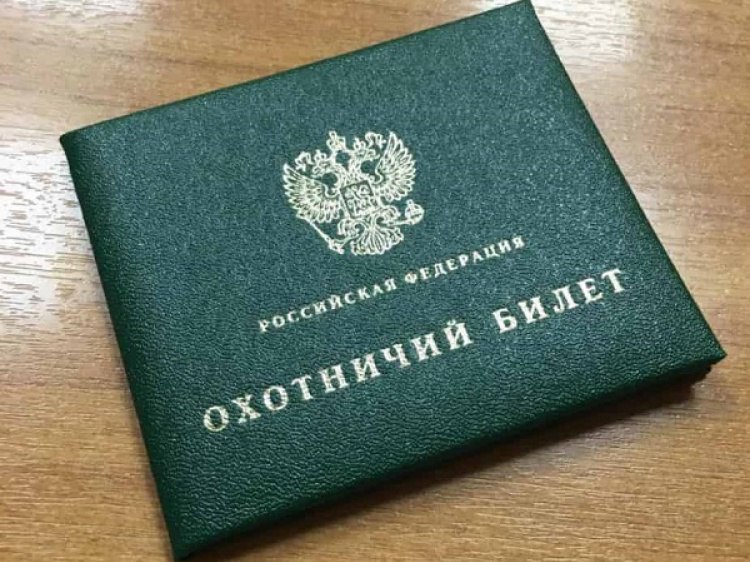 РОССИЙСКАЯ ФЕДЕРАЦИЯ
ОХОТНИЧИЙ БИЛЕТ